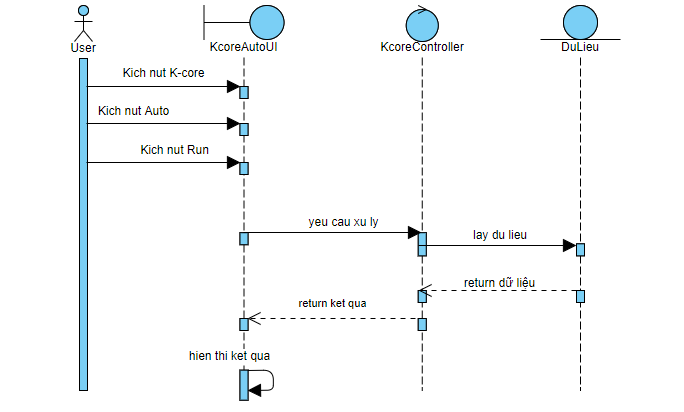 User
KcoreAutoUI
KcoreController
DuLieu
Kich nut K-core
Kich nut Auto
Kich nut Run
yeu cau xu ly
lay du lieu
return dữ liệu
return ket qua
hien thi ket qua